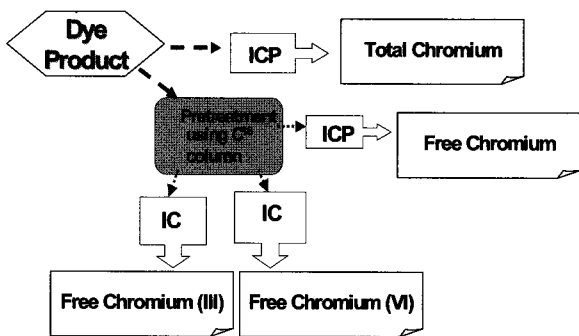 Dye
Product
ICP
Total Chromium
Pretreatment
using C¹⁸
column
ICP
Free Chromium
IC
IC
Free Chromium (III)
Free Chromium (VI)